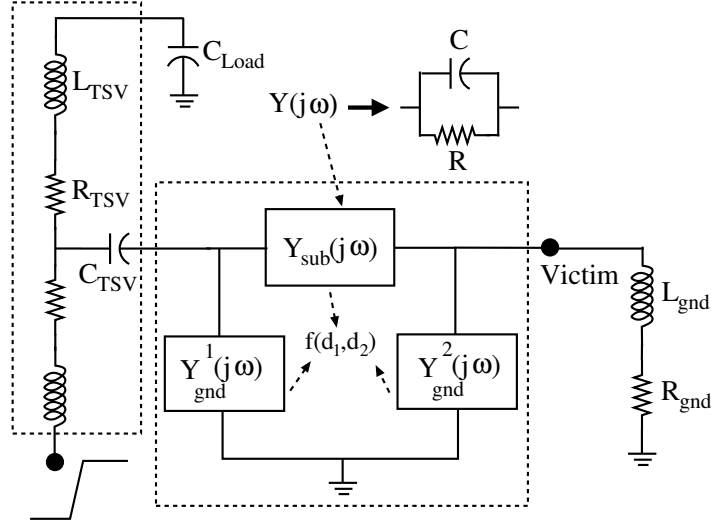 C_Load
C
L_TSV
Y(jω)
R
R_TSV
Y_sub(jω)
C_TSV
Victim
L_gnd
f(d_1,d_2)
Y^1_gnd(jω)
Y^2_gnd(jω)
R_gnd